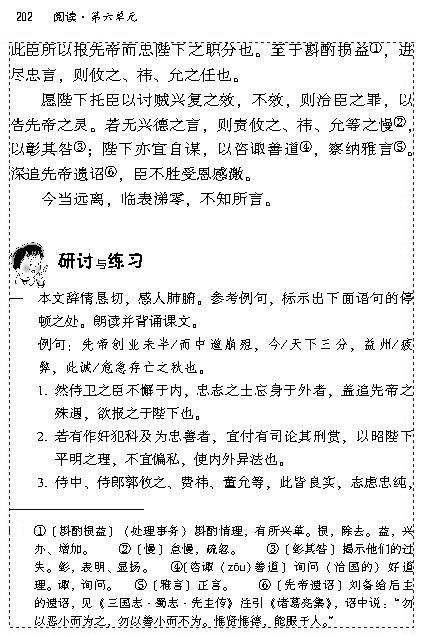 202 阅读·第六单元
此臣所以报先帝而忠陛下之职分也。至于斟酌损益①，进
尽忠言，则攸之、祎、允之任也。
愿陛下托臣以讨贼兴复之效，不效，则治臣之罪，以
告先帝之灵。若无兴德之言，则责攸之、祎、允等之慢②，
以彰其咎③；陛下亦宜自谋，以咨诹善道④，察纳雅言⑤。
深追先帝遗诏⑥，臣不胜受恩感激。
今当远离，临表涕零，不知所言。
研讨与练习
一 本文辞情恳切，感人肺腑。参考例句，标示出下面语句的停
顿之处。朗读并背诵课文。
例句：先帝创业未半/而中道崩殂，今/天下三分，益州/疲
弊，此诚/危急存亡之秋也。
1. 然侍卫之臣不懈于内，忠志之士忘身于外者，盖追先帝之
殊遇，欲报之于陛下也。
2. 若有作奸犯科及为忠善者，宜付有司论其刑赏，以昭陛下
平明之理，不宜偏私，使内外异法也。
3. 侍中、侍郎郭攸之、费祎、董允等，此皆良实，志虑忠纯，
①〔斟酌损益〕（处理事务）斟酌情理，有所兴革。损，除去。益，兴
办、增加。 ②〔慢〕怠慢，疏忽。 ③〔彰其咎〕揭示他们的过
失。彰，表明、显扬。 ④〔咨诹（zōu）善道〕询问（治国的）好道
理。诹，询问。 ⑤〔雅言〕正言。 ⑥〔先帝遗诏〕刘备给后主
的遗诏，见《三国志·蜀志·先主传》注引《诸葛亮集》，诏中说：“勿
以恶小而为之，勿以善小而不为。惟贤惟德，能服于人。”